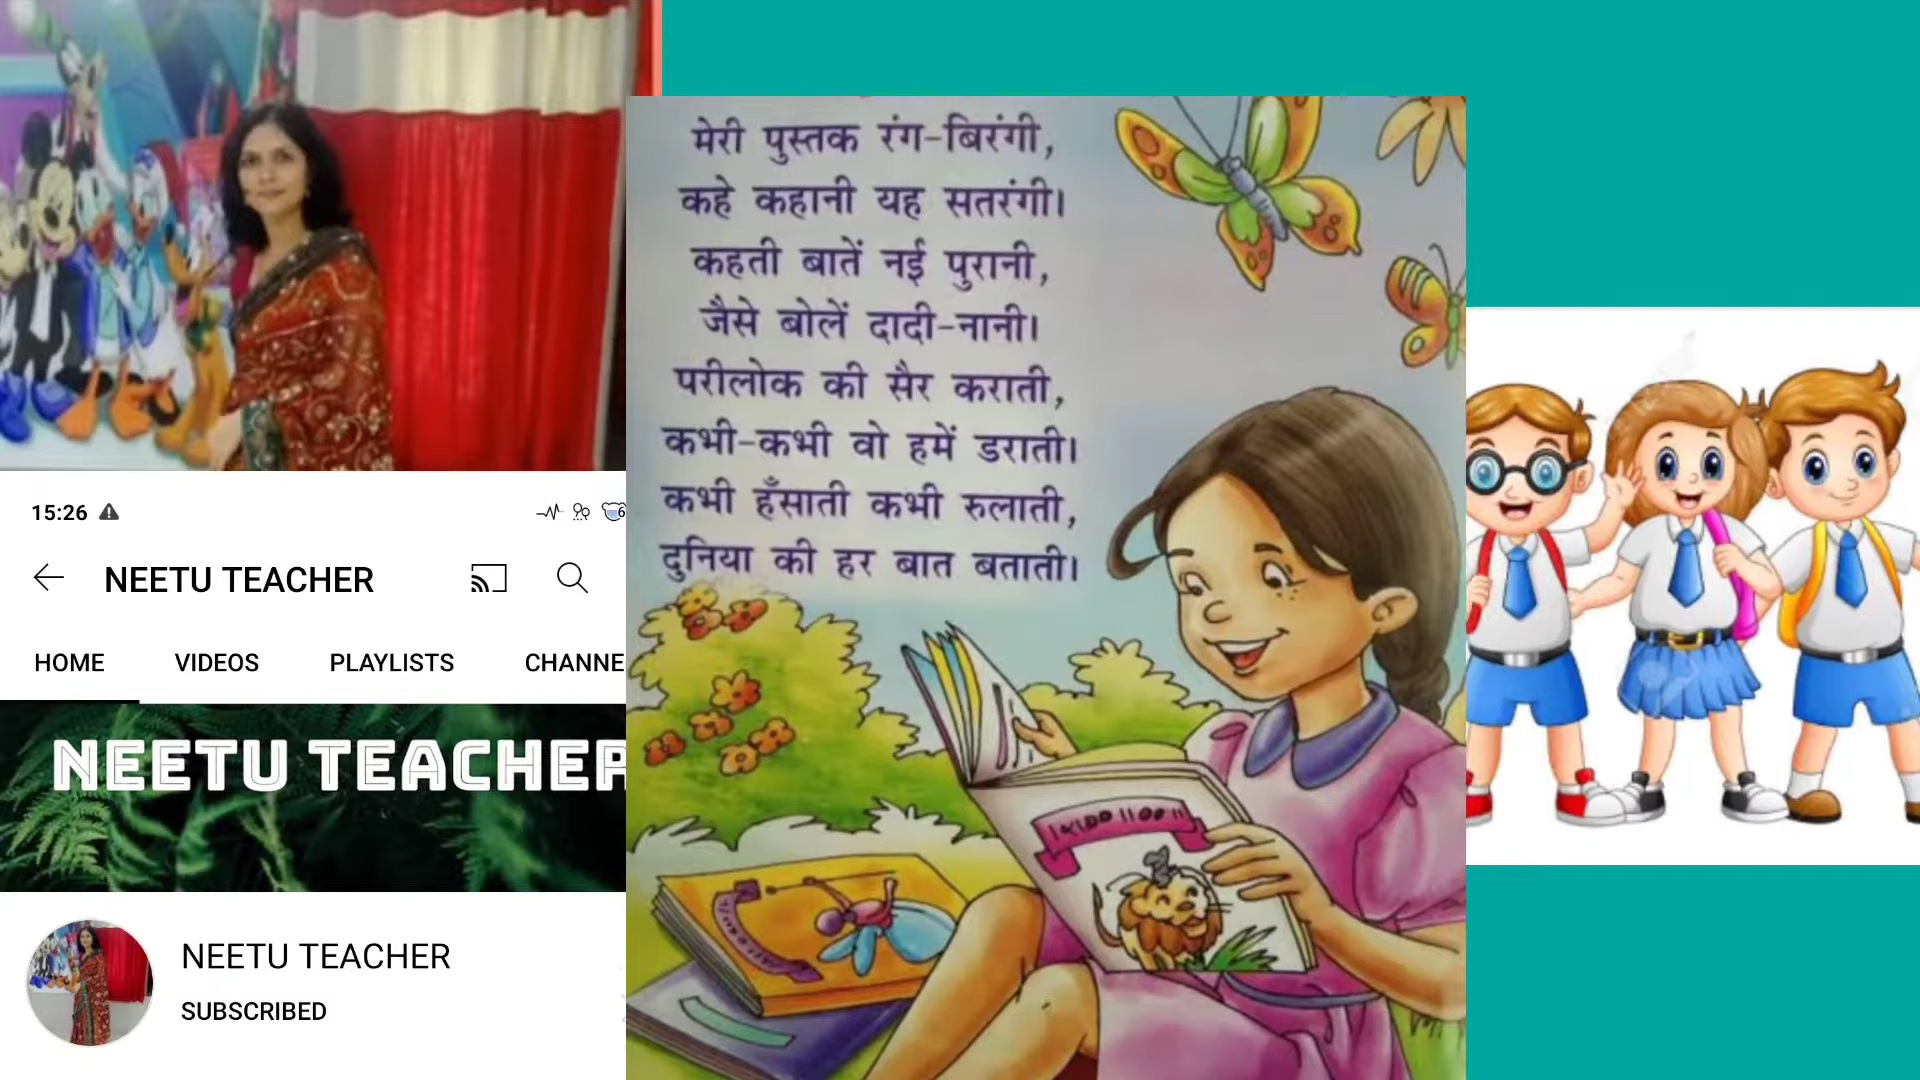 15:26
6
NEETU TEACHER
HOME VIDEOS PLAYLISTS CHANNE
NEETU TEACHER
NEETU TEACHER
SUBSCRIBED
मेरी पुस्तक रंग-बिरंगी,
कहे कहानी यह सतरंगी।
कहती बातें नई पुरानी,
जैसे बोलें दादी-नानी।
परीलोक की सैर कराती,
कभी-कभी वो हमें डराती।
कभी हँसाती कभी रुलाती,
दुनिया की हर बात बताती।